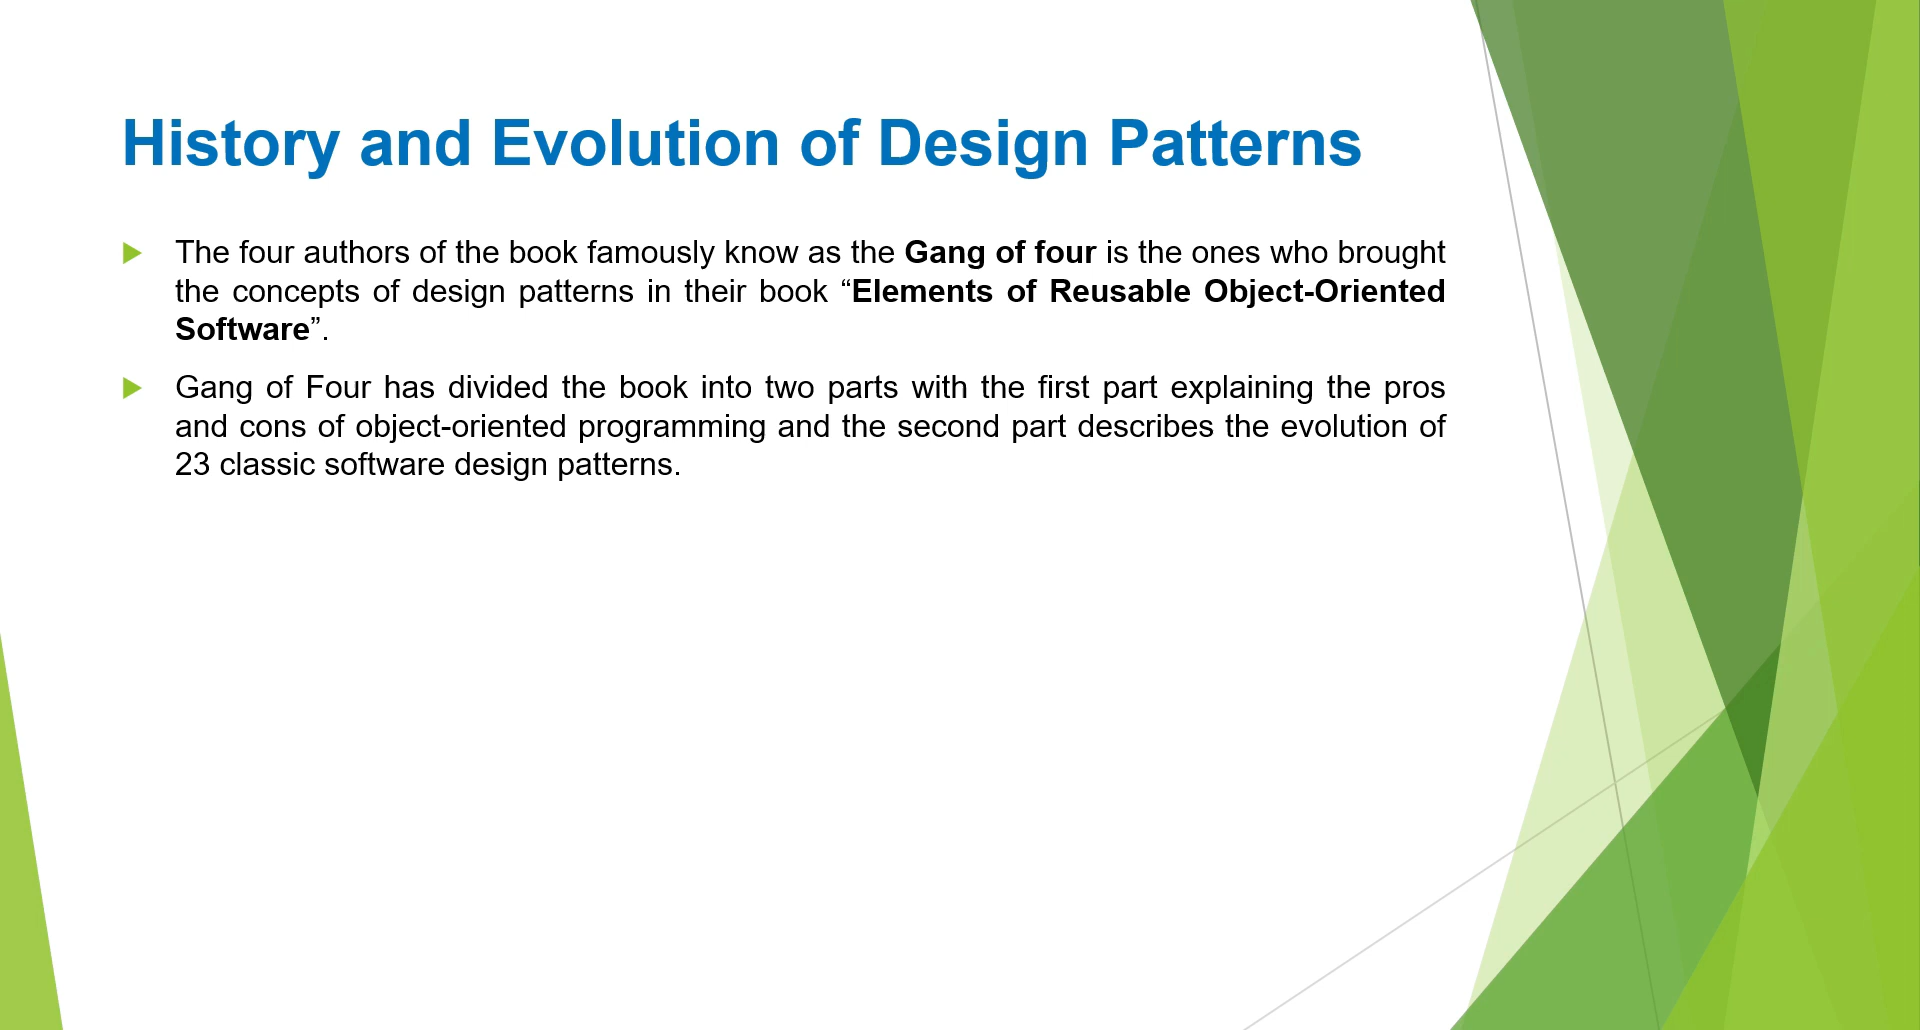 History and Evolution of Design Patterns
The four authors of the book famously know as the Gang of four is the ones who brought
the concepts of design patterns in their book “Elements of Reusable Object-Oriented
Software”.
Gang of Four has divided the book into two parts with the first part explaining the pros
and cons of object-oriented programming and the second part describes the evolution of
23 classic software design patterns.